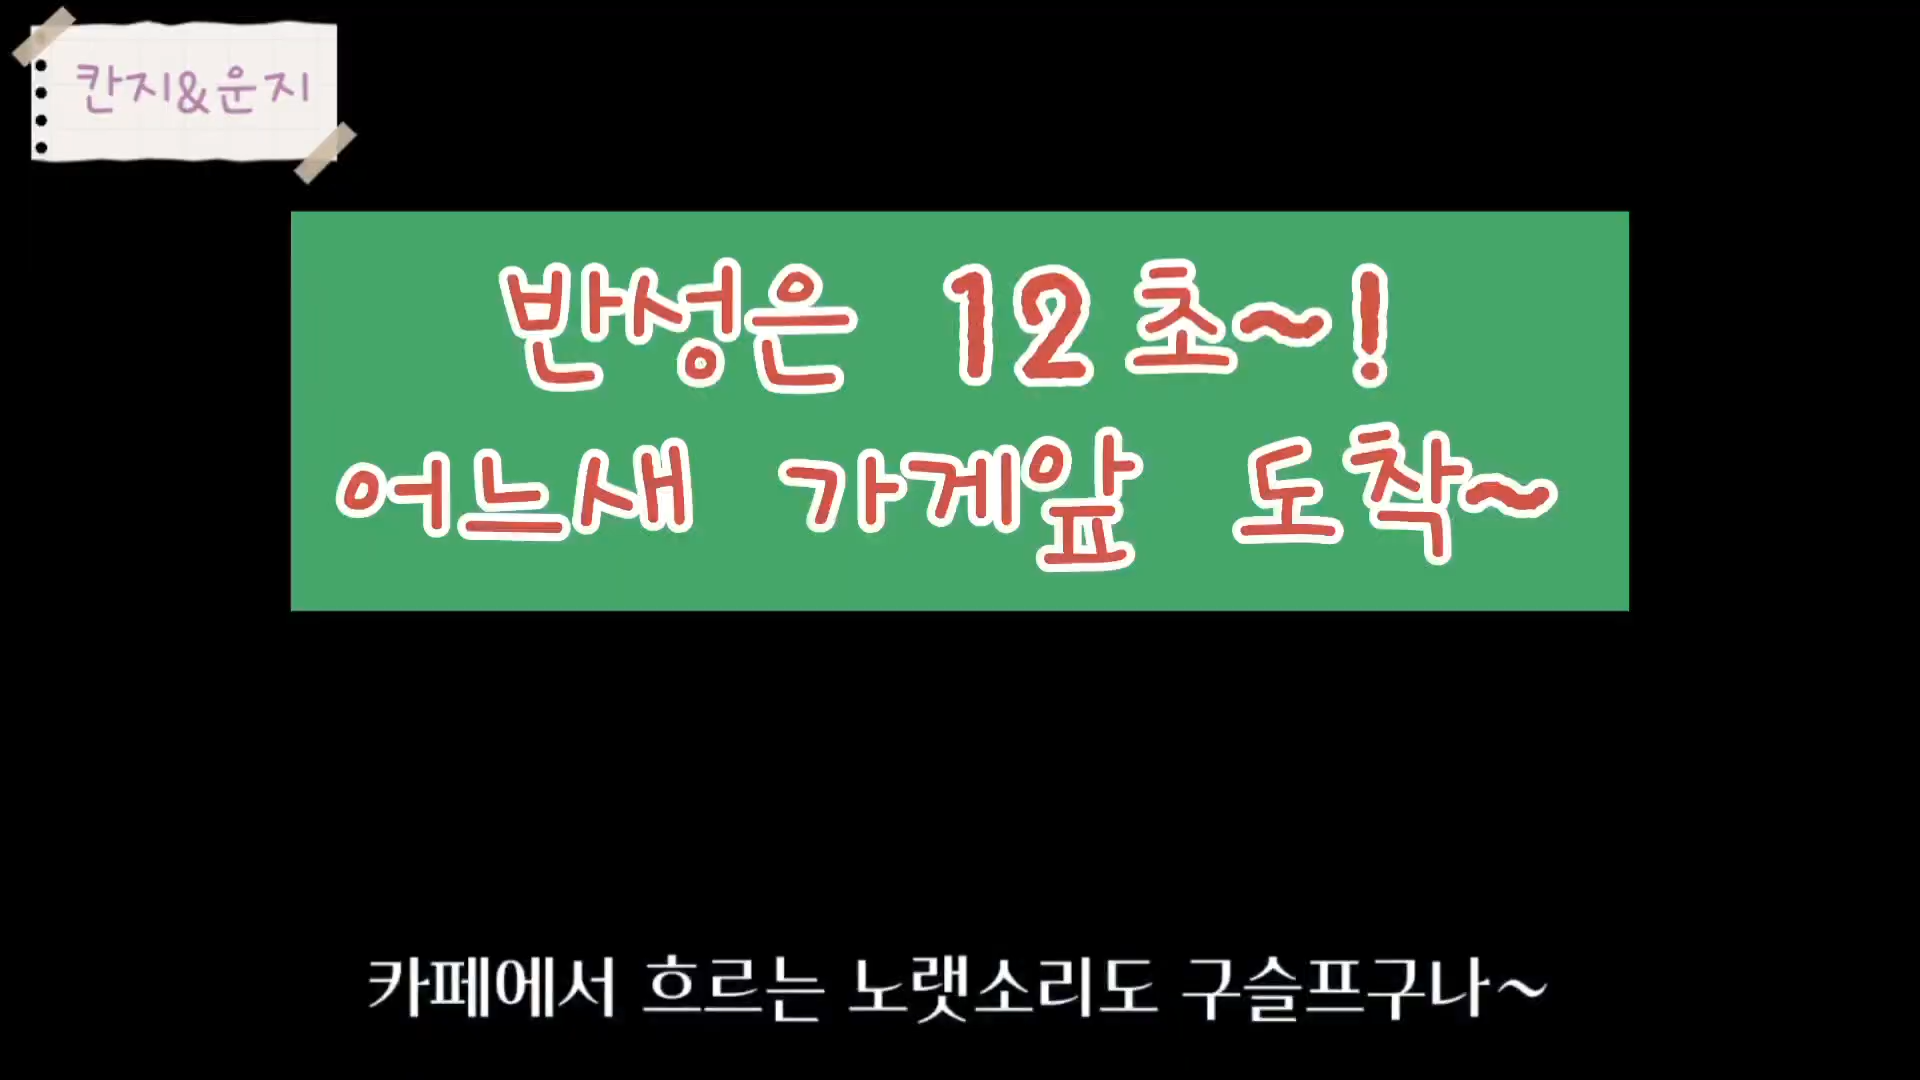 칸지&운지
반성은 12초~!
어느새 가게앞 도착~
카페에서 흐르는 노랫소리도 구슬프구나~